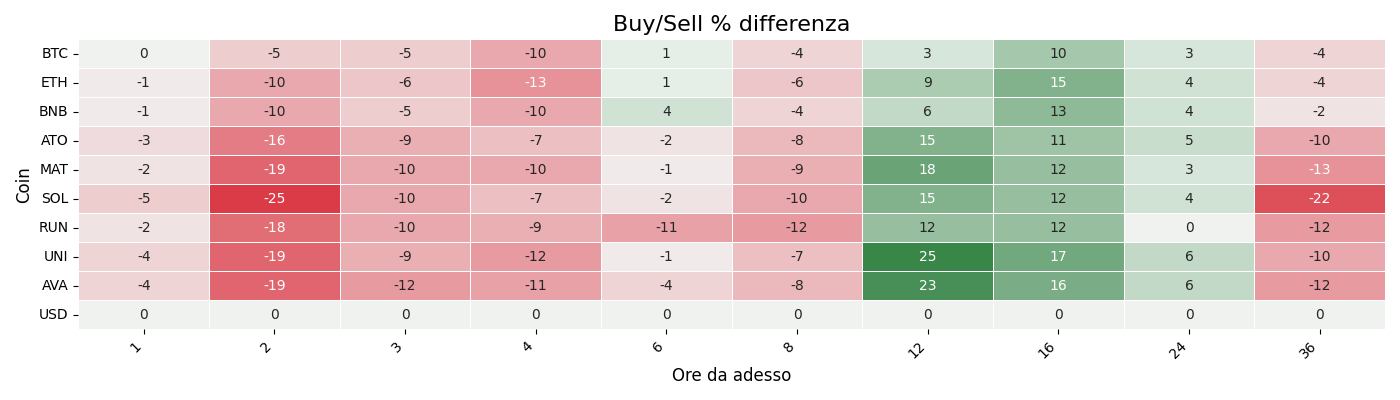 Buy/Sell % differenza
Coin
BTC 0 -5 -5 -10 1 -4 3 10 3 -4
ETH -1 -10 -6 -13 1 -6 9 15 4 -4
BNB -1 -10 -5 -10 4 -4 6 13 4 -2
ATO -3 -16 -9 -7 -2 -8 15 11 5 -10
MAT -2 -19 -10 -10 -1 -9 18 12 3 -13
SOL -5 -25 -10 -7 -2 -10 15 12 4 -22
RUN -2 -18 -10 -9 -11 -12 12 12 0 -12
UNI -4 -19 -9 -12 -1 -7 25 17 6 -10
AVA -4 -19 -12 -11 -4 -8 23 16 6 -12
USD 0 0 0 0 0 0 0 0 0 0
1 2 3 4 6 8 12 16 24 36
Ore da adesso